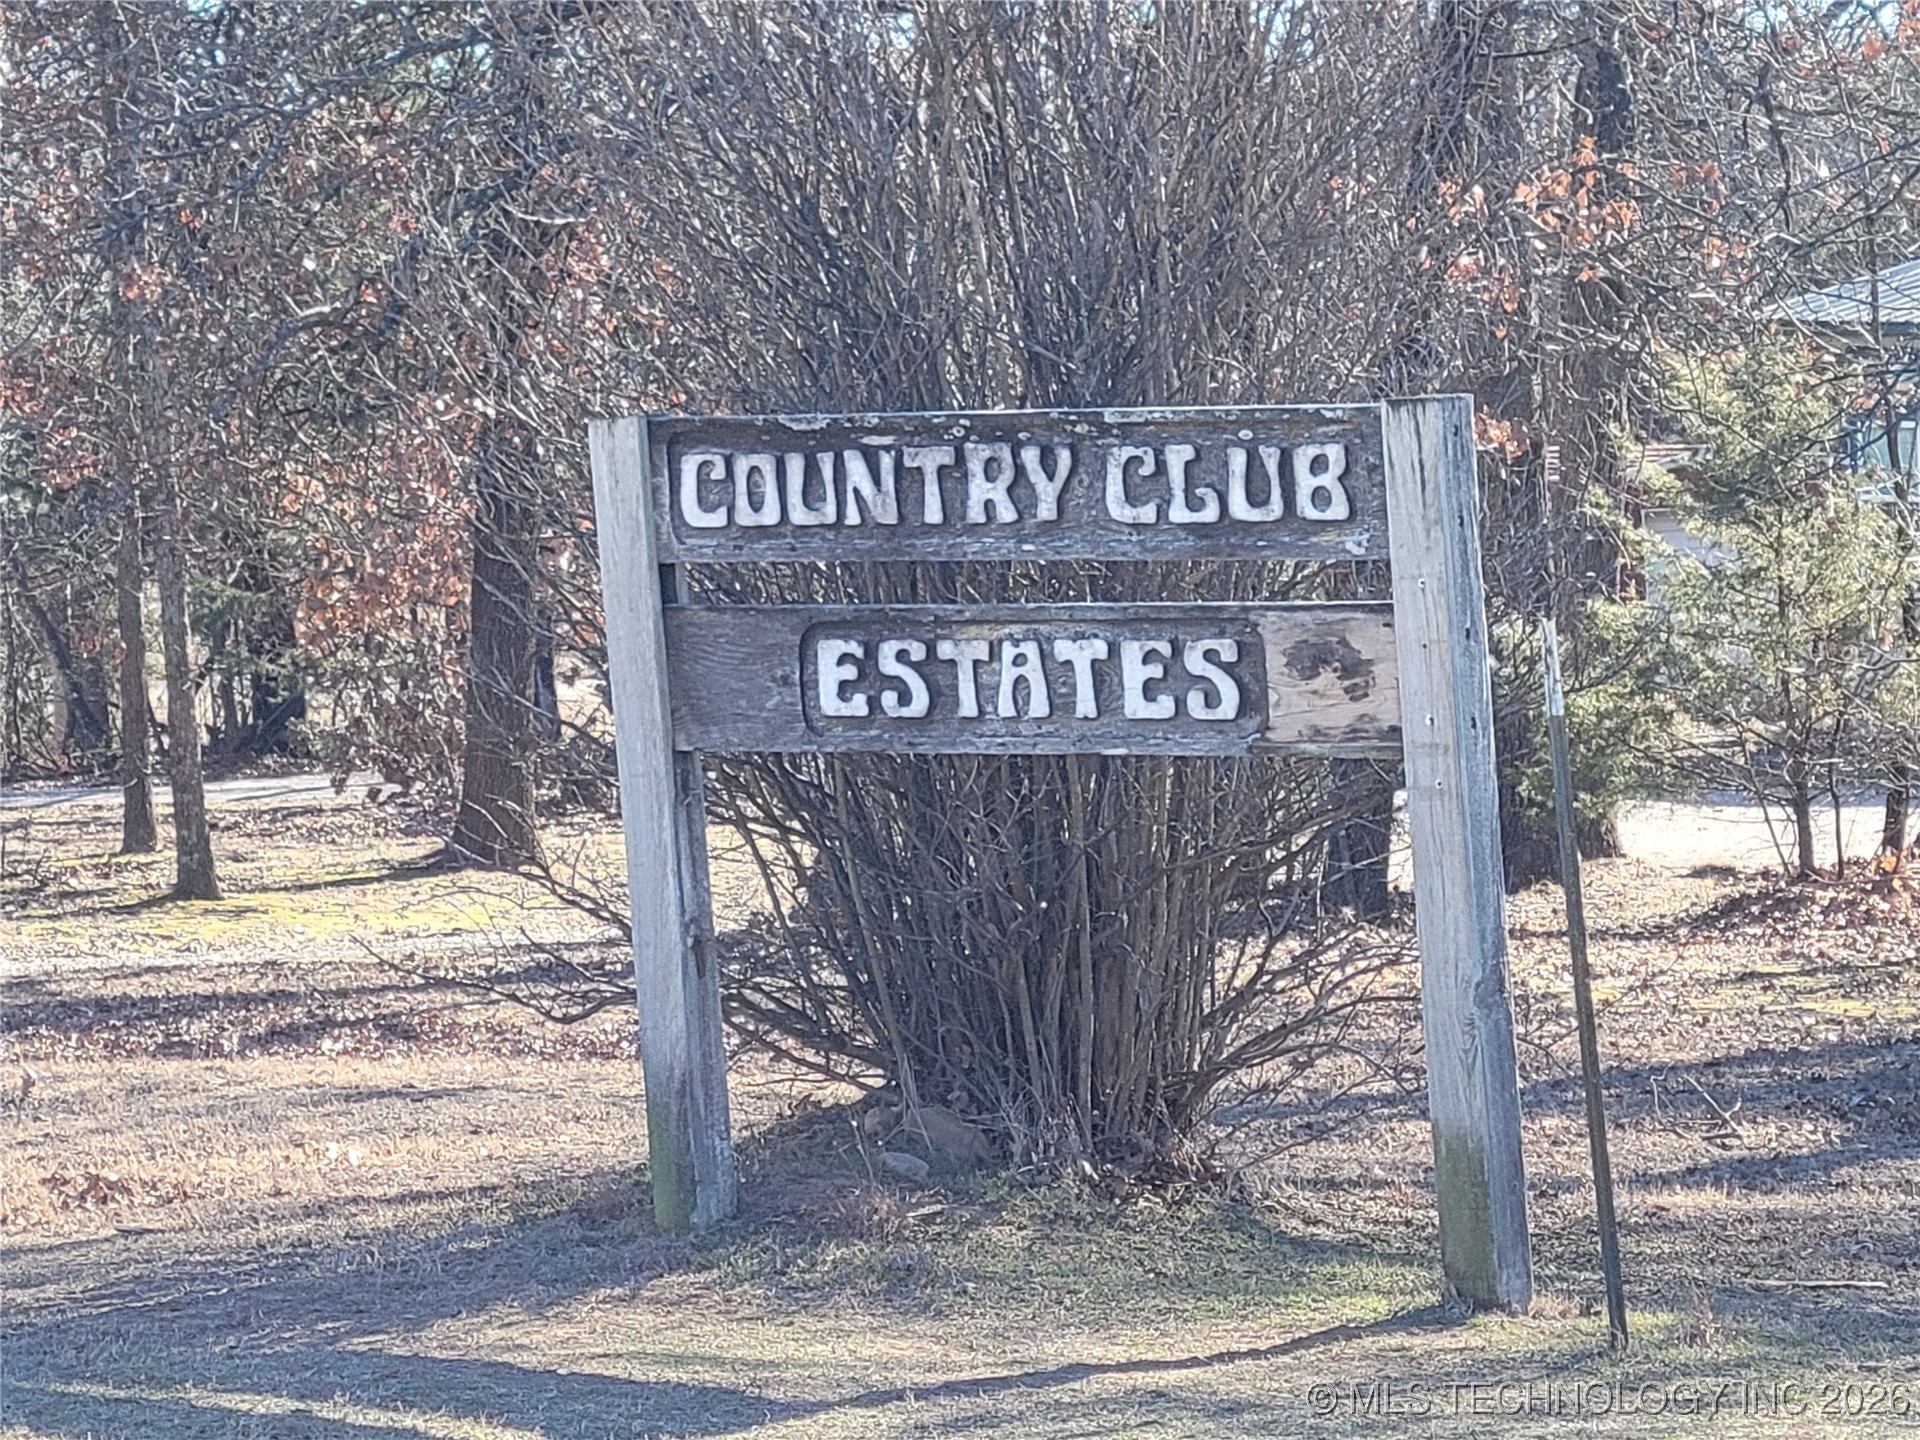 COUNTRY CLUB
ESTATES
© MLS TECHNOLOGY INC 2026